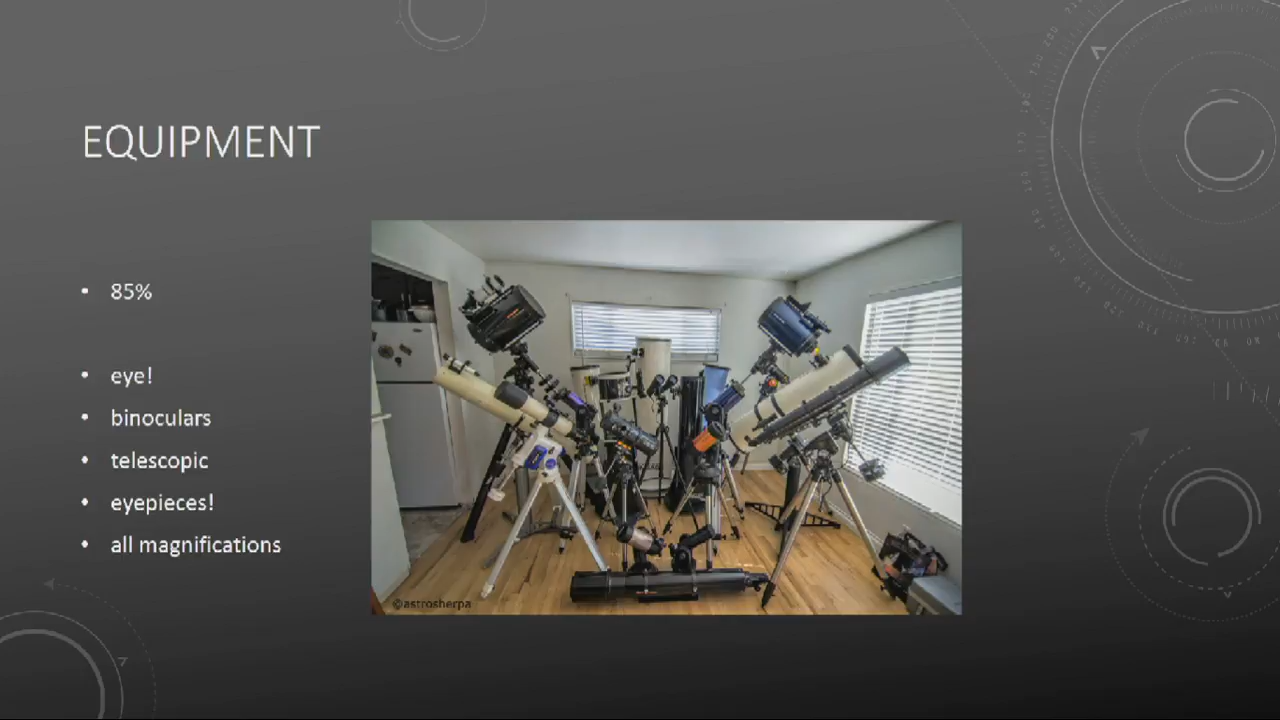 EQUIPMENT
• 85%
• eye!
• binoculars
• telescopic
• eyepieces!
• all magnifications
©astrosherpa